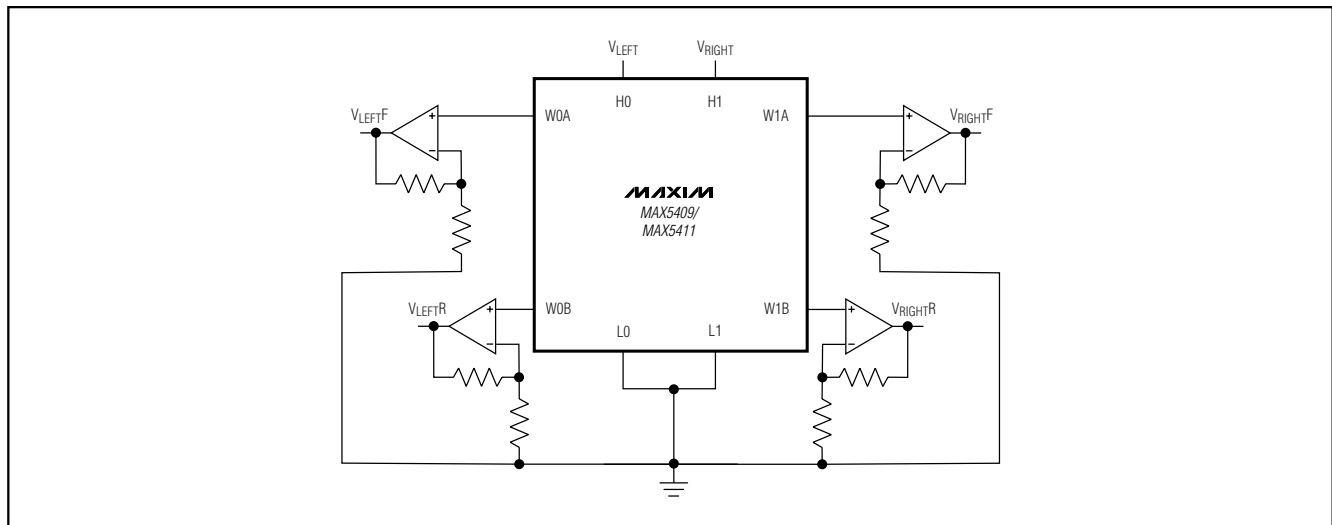 VLEFT VRIGHT
H0 H1
VLEFTF + − W0A W1A + − VRIGHTF
MAXIM
MAX5409/
MAX5411
VLEFTR + − W0B W1B + − VRIGHTR
L0 L1